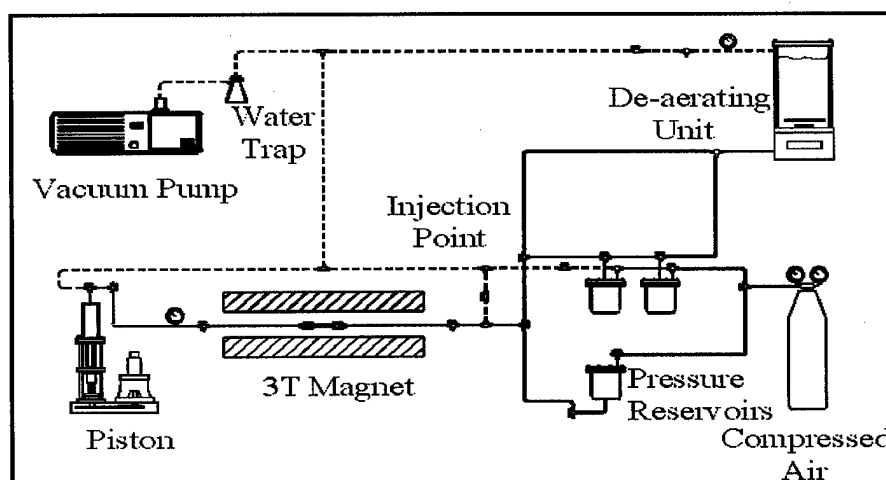 De-aerating
Unit
Water
Trap
Vacuum Pump
Injection
Point
3T Magnet
Pressure
Reservoirs
Piston
Compressed
Air